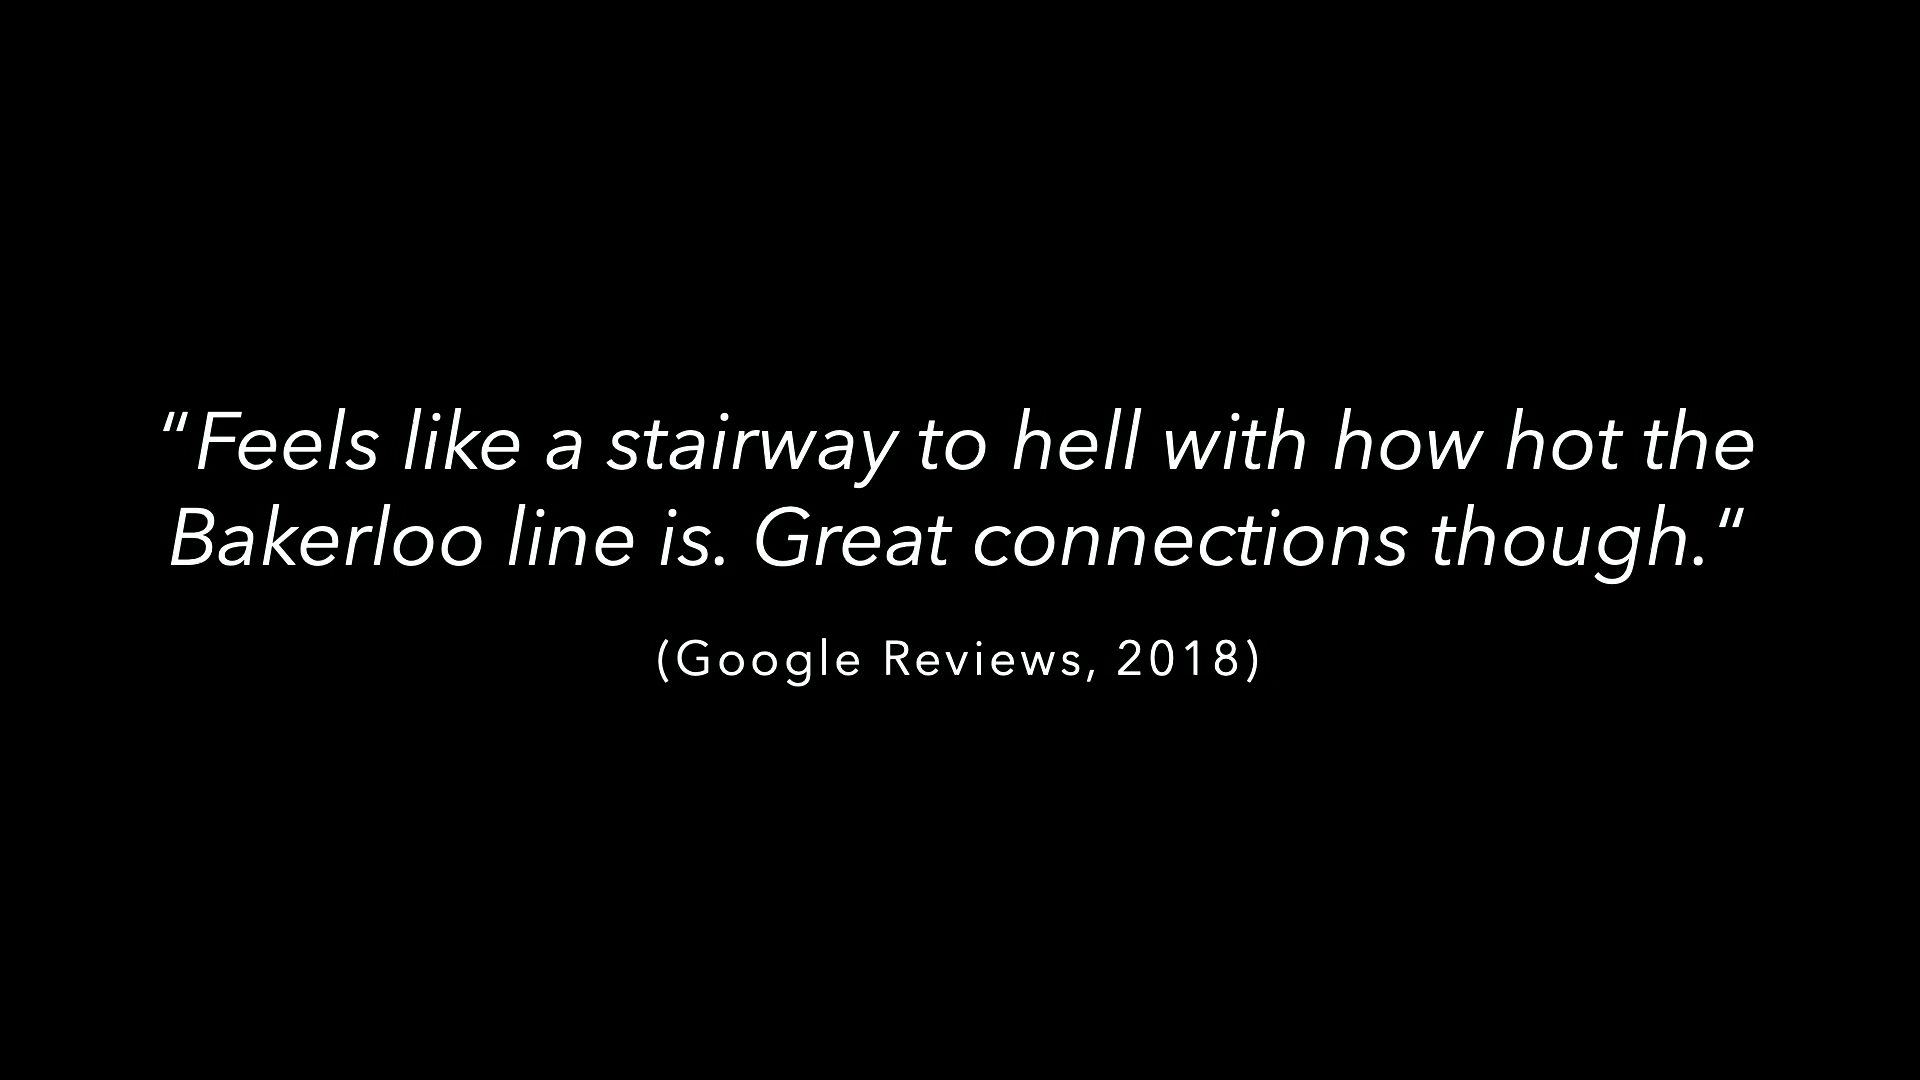 “Feels like a stairway to hell with how hot the
Bakerloo line is. Great connections though.“
(Google Reviews, 2018)